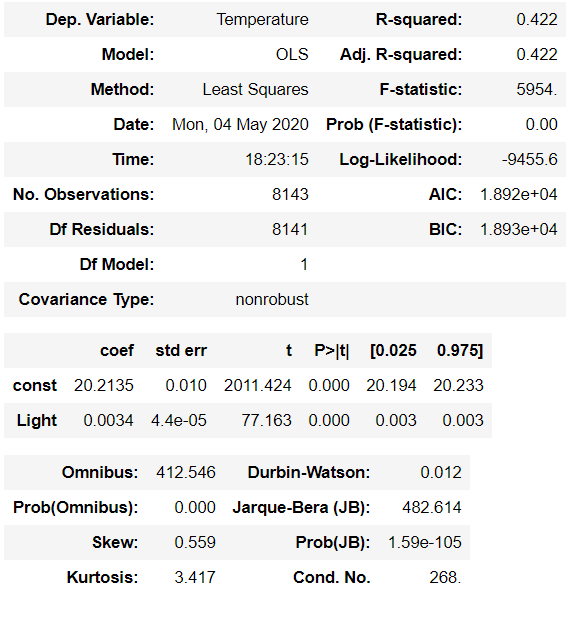 Dep. Variable: Temperature R-squared: 0.422
Model: OLS Adj. R-squared: 0.422
Method: Least Squares F-statistic: 5954.
Date: Mon, 04 May 2020 Prob (F-statistic): 0.00
Time: 18:23:15 Log-Likelihood: -9455.6
No. Observations: 8143 AIC: 1.892e+04
Df Residuals: 8141 BIC: 1.893e+04
Df Model: 1
Covariance Type: nonrobust
coef std err t P>|t| [0.025 0.975]
const 20.2135 0.010 2011.424 0.000 20.194 20.233
Light 0.0034 4.4e-05 77.163 0.000 0.003 0.003
Omnibus: 412.546 Durbin-Watson: 0.012
Prob(Omnibus): 0.000 Jarque-Bera (JB): 482.614
Skew: 0.559 Prob(JB): 1.59e-105
Kurtosis: 3.417 Cond. No. 268.